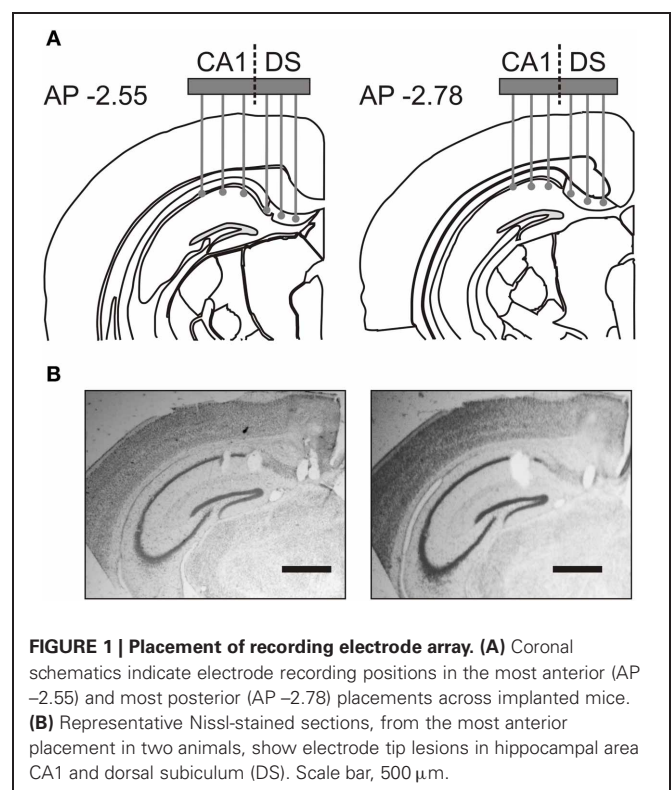 A
CA1 DS CA1 DS
AP -2.55 AP -2.78
B
FIGURE 1 | Placement of recording electrode array. (A) Coronal
schematics indicate electrode recording positions in the most anterior (AP
–2.55) and most posterior (AP –2.78) placements across implanted mice.
(B) Representative Nissl-stained sections, from the most anterior
placement in two animals, show electrode tip lesions in hippocampal area
CA1 and dorsal subiculum (DS). Scale bar, 500 μm.